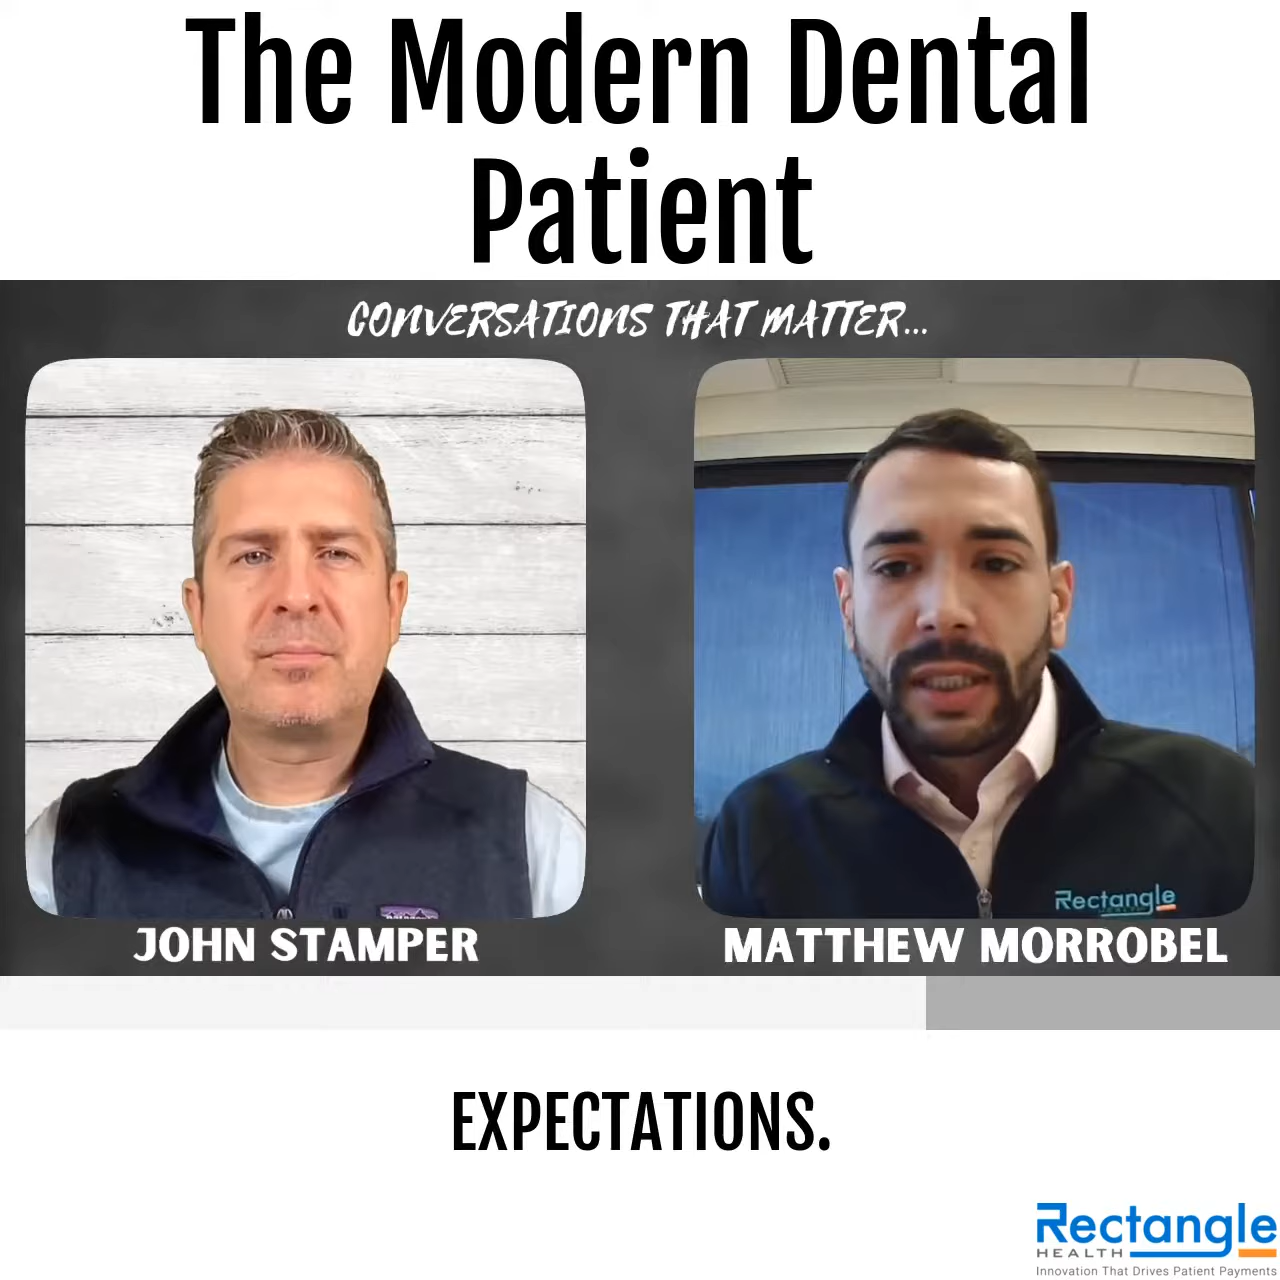 The Modern Dental
Patient
CONVERSATIONS THAT MATTER...
Rectangle
JOHN STAMPER
MATTHEW MORROBEL
EXPECTATIONS.
Rectangle
HEALTH
Innovation That Drives Patient Payments